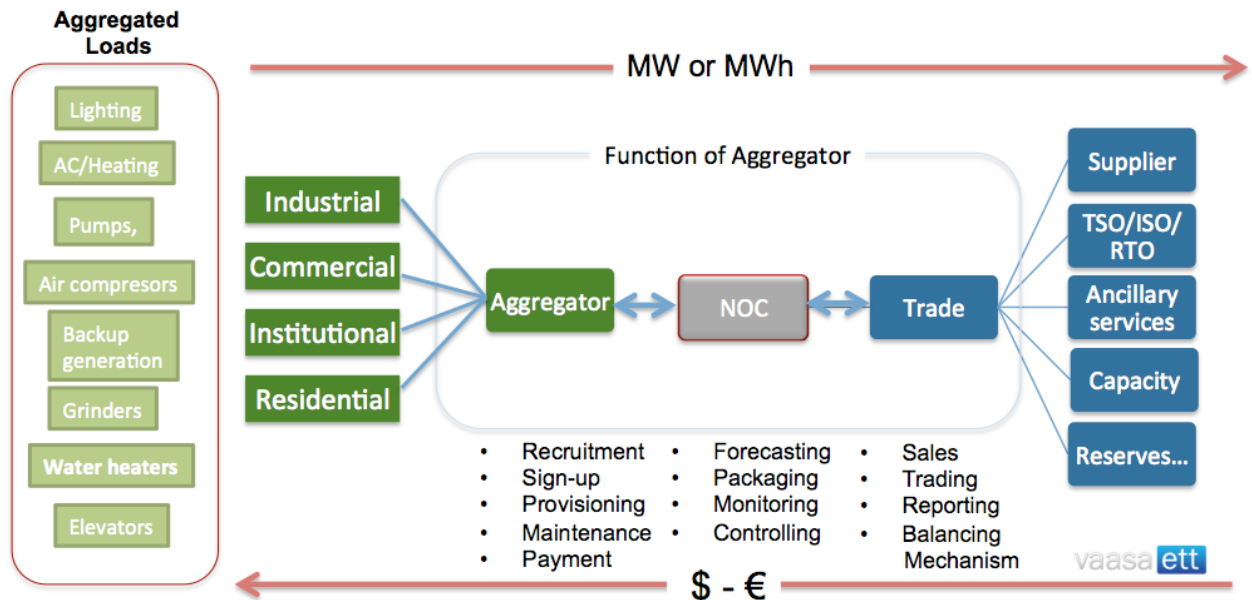 Aggregated
Loads
Lighting
AC/Heating
Pumps,
Air compresors
Backup
generation
Grinders
Water heaters
Elevators
MW or MWh
Function of Aggregator
Industrial
Commercial
Institutional
Residential
Aggregator
NOC
Trade
Supplier
TSO/ISO/
RTO
Ancillary
services
Capacity
Reserves...
• Recruitment
• Sign-up
• Provisioning
• Maintenance
• Payment
• Forecasting
• Packaging
• Monitoring
• Controlling
• Sales
• Trading
• Reporting
• Balancing
Mechanism
vaasa ett
$ - €